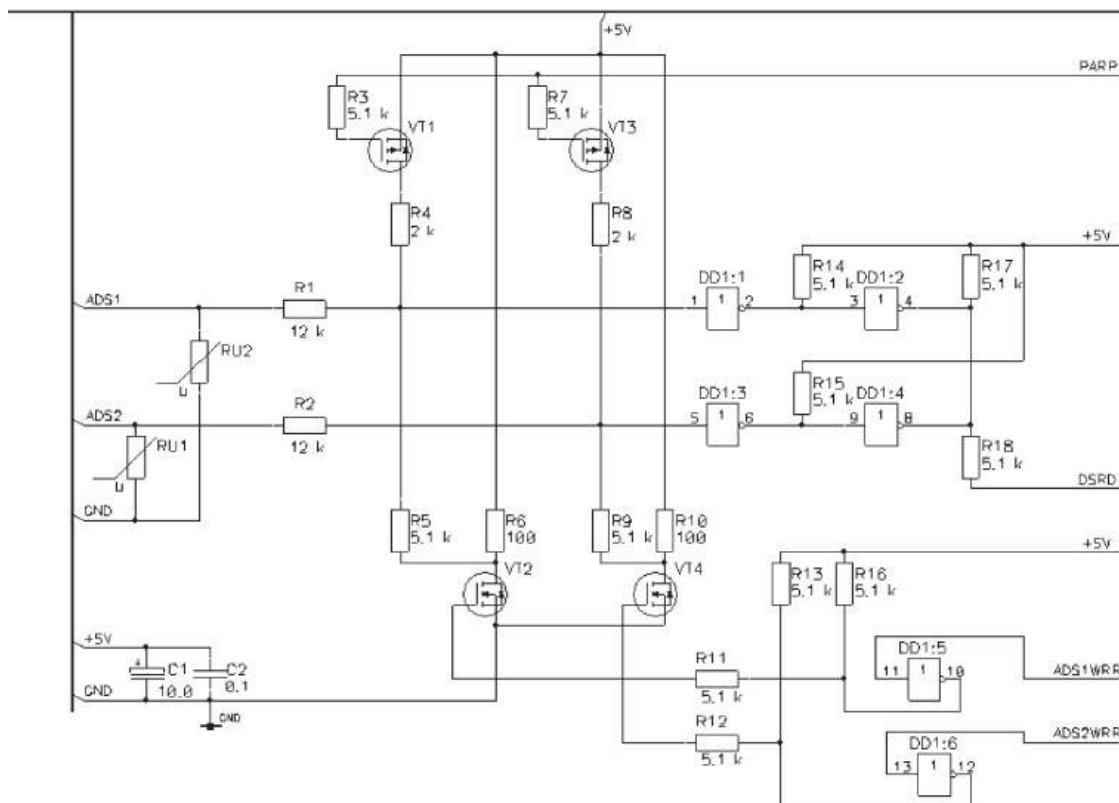 +5V
PARP
R3
5.1 k
VT1
R7
5.1 k
VT3
R4
2 k
R8
2 k
+5V
ADS1
R1
12 k
DD1:1
1 1 2
R14
5.1 k
DD1:2
3 1 4
R17
5.1 k
RU2
U
ADS2
R2
12 k
DD1:3
5 1 6
R15
5.1 k
DD1:4
9 1 8
RU1
U
R18
5.1 k
DSRD
GND
R5
5.1 k
R6
100
R9
5.1 k
R10
100
VT2
VT4
+5V
R13
5.1 k
R16
5.1 k
+5V
+
C1
10.0
C2
0.1
GND
GND
R11
5.1 k
DD1:5
11 1 10
ADS1WRR
R12
5.1 k
DD1:6
13 1 12
ADS2WRR